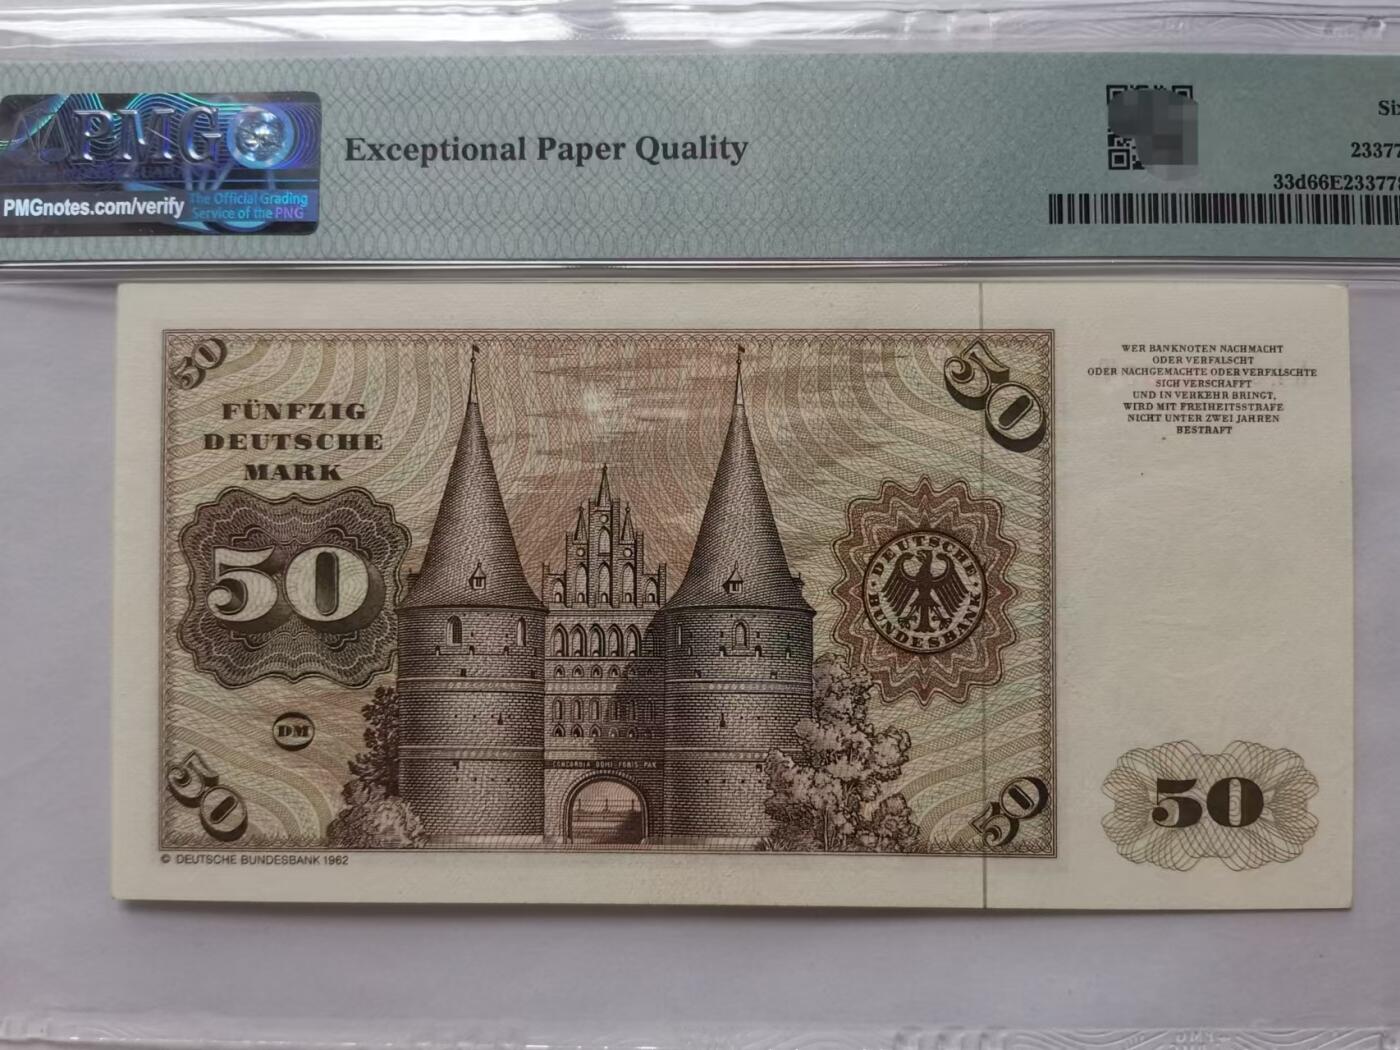 PMG
PMGnotes.com/verify
The Official Grading
Service of the PNG
Exceptional Paper Quality
50
FÜNFZIG
DEUTSCHE
MARK
50
DM
50
© DEUTSCHE BUNDESBANK 1962
CONCORDIA DOMI FORIS PAX
50
DEUTSCHE
BUNDESBANK
50
WER BANKNOTEN NACHMACHT
ODER VERFÄLSCHT
ODER NACHGEMACHTE ODER VERFÄLSCHTE
SICH VERSCHAFFT
UND IN VERKEHR BRINGT,
WIRD MIT FREIHEITSSTRAFE
NICHT UNTER ZWEI JAHREN
BESTRAFT
50